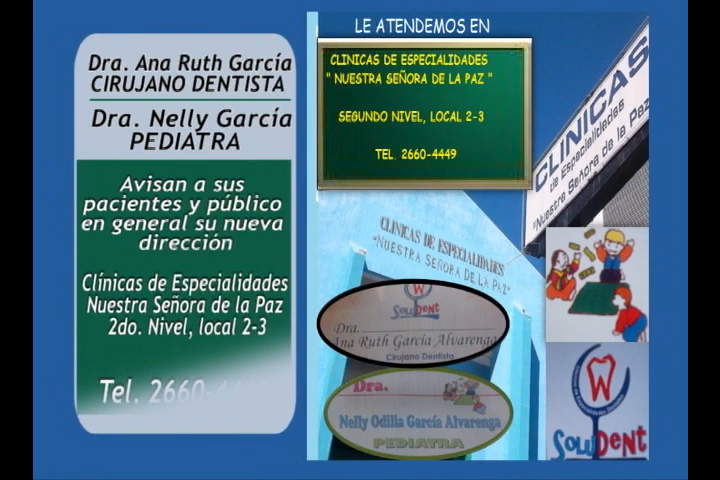 Dra. Ana Ruth García
CIRUJANO DENTISTA
Dra. Nelly García
PEDIATRA
Avisan a sus
pacientes y público
en general su nueva
dirección
Clínicas de Especialidades
Nuestra Señora de la Paz
2do. Nivel, local 2-3
Tel. 2660-4449
LE ATENDEMOS EN
CLINICAS DE ESPECIALIDADES
" NUESTRA SEÑORA DE LA PAZ "
SEGUNDO NIVEL, LOCAL 2-3
TEL. 2660-4449
CLINICAS
de Especialidades
"Nuestra Señora de la Paz
CLINICAS DE ESPECIALIDADES
"NUESTRA SEÑORA DE LA PAZ"
SOLUDENT
Dra.
Ana Ruth García Alvarenga
Cirujano Dentista
Dra.
Nelly Odilia García Alvarenga
PEDIATRA
SOLUDENT